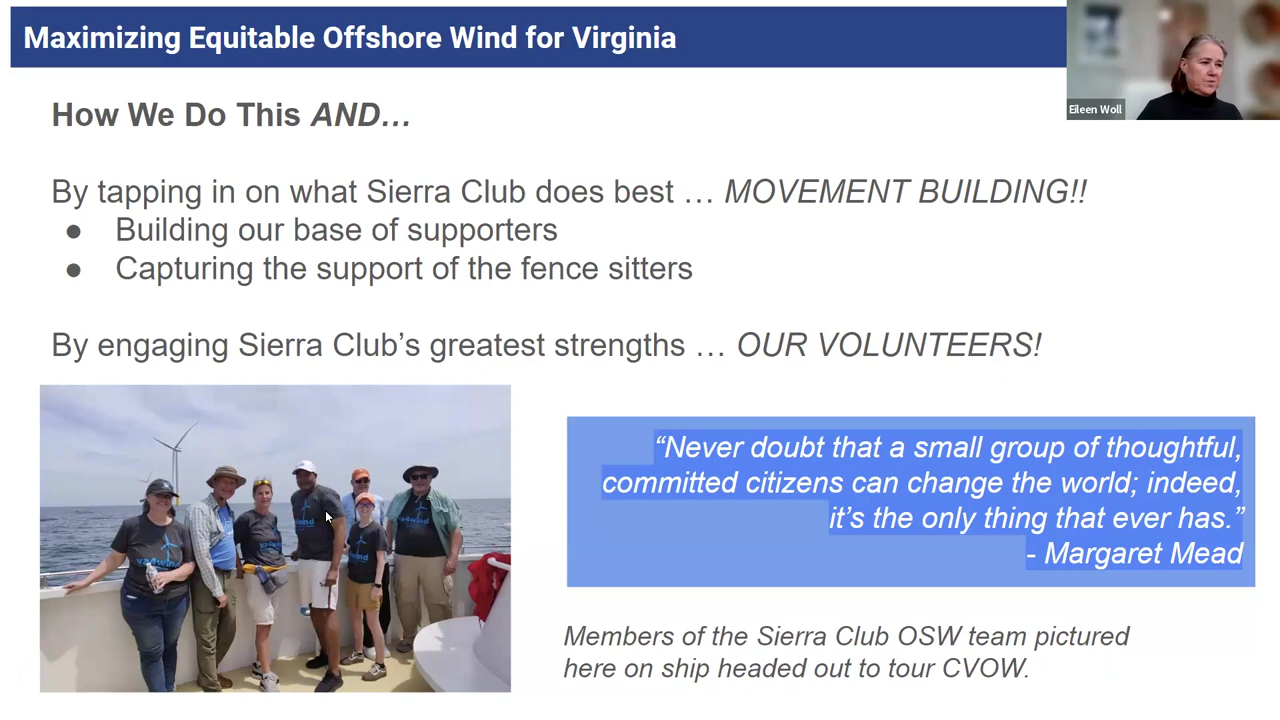 Maximizing Equitable Offshore Wind for Virginia
Eileen Woll
How We Do This AND…
By tapping in on what Sierra Club does best … MOVEMENT BUILDING!!
● Building our base of supporters
● Capturing the support of the fence sitters
By engaging Sierra Club’s greatest strengths … OUR VOLUNTEERS!
va4wind
va4wind
va4wind
“Never doubt that a small group of thoughtful,
committed citizens can change the world; indeed,
it’s the only thing that ever has.”
- Margaret Mead
Members of the Sierra Club OSW team pictured
here on ship headed out to tour CVOW.